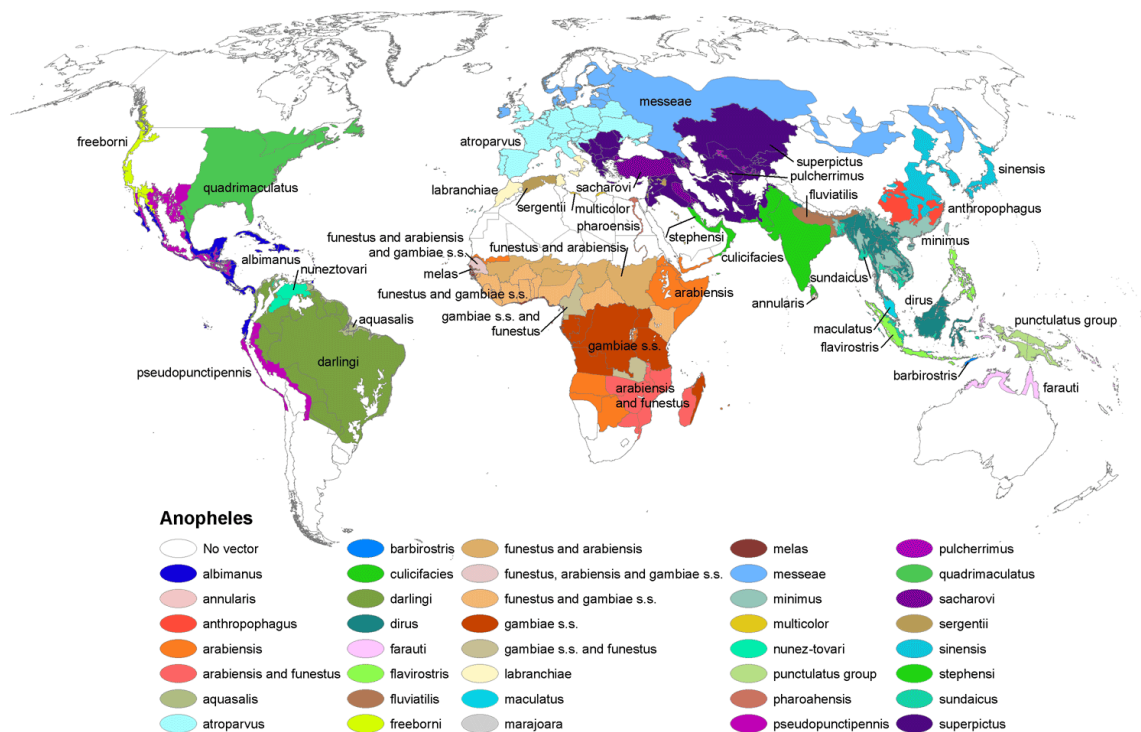 messeae
freeborni
atroparvus
superpictus
sinensis
pulcherrimus
quadrimaculatus
labranchiae
sacharovi
fluviatilis
anthropophagus
sergentii
multicolor
pharoensis
stephensi
minimus
funestus and arabiensis
and gambiae s.s.
funestus and arabiensis
culicifacies
albimanus
nuneztovari
melas
sundaicus
funestus and gambiae s.s.
arabiensis
annularis
dirus
aquasalis
gambiae s.s. and
funestus
punctulatus group
maculatus
gambiae s.s.
flavirostris
darlingi
pseudopunctipennis
barbirostris
arabiensis
and funestus
farauti
Anopheles
No vector
albimanus
annularis
anthropophagus
arabiensis
arabiensis and funestus
aquasalis
atroparvus
barbirostris
culicifacies
darlingi
dirus
farauti
flavirostris
fluviatilis
freeborni
funestus and arabiensis
funestus, arabiensis and gambiae s.s.
funestus and gambiae s.s.
gambiae s.s.
gambiae s.s. and funestus
labranchiae
maculatus
marajoara
melas
messeae
minimus
multicolor
nunez-tovari
punctulatus group
pharoahensis
pseudopunctipennis
pulcherrimus
quadrimaculatus
sacharovi
sergentii
sinensis
stephensi
sundaicus
superpictus